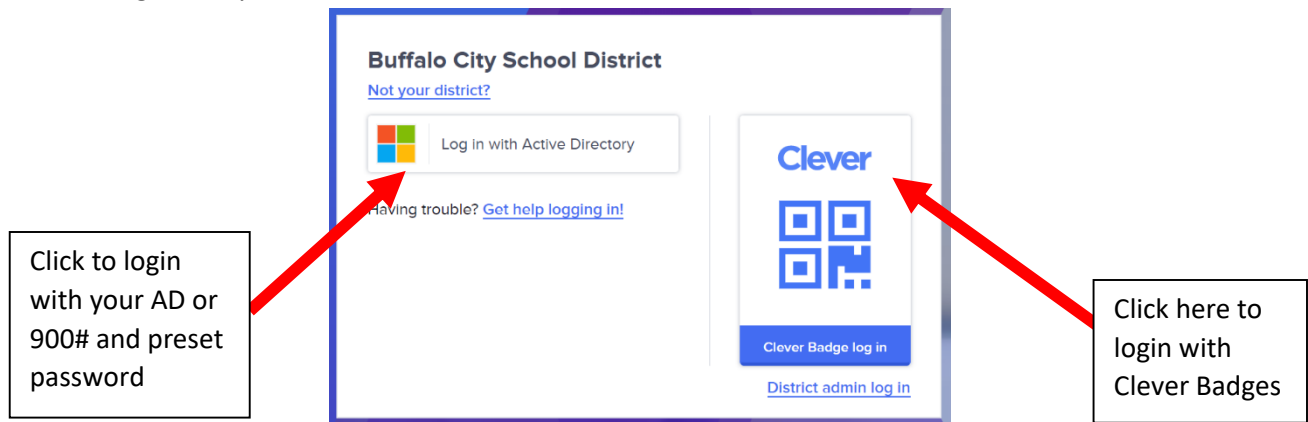 Buffalo City School District
Not your district?
Log in with Active Directory
Having trouble? Get help logging in!
Clever
Clever Badge log in
District admin log in
Click to login
with your AD or
900# and preset
password
Click here to
login with
Clever Badges